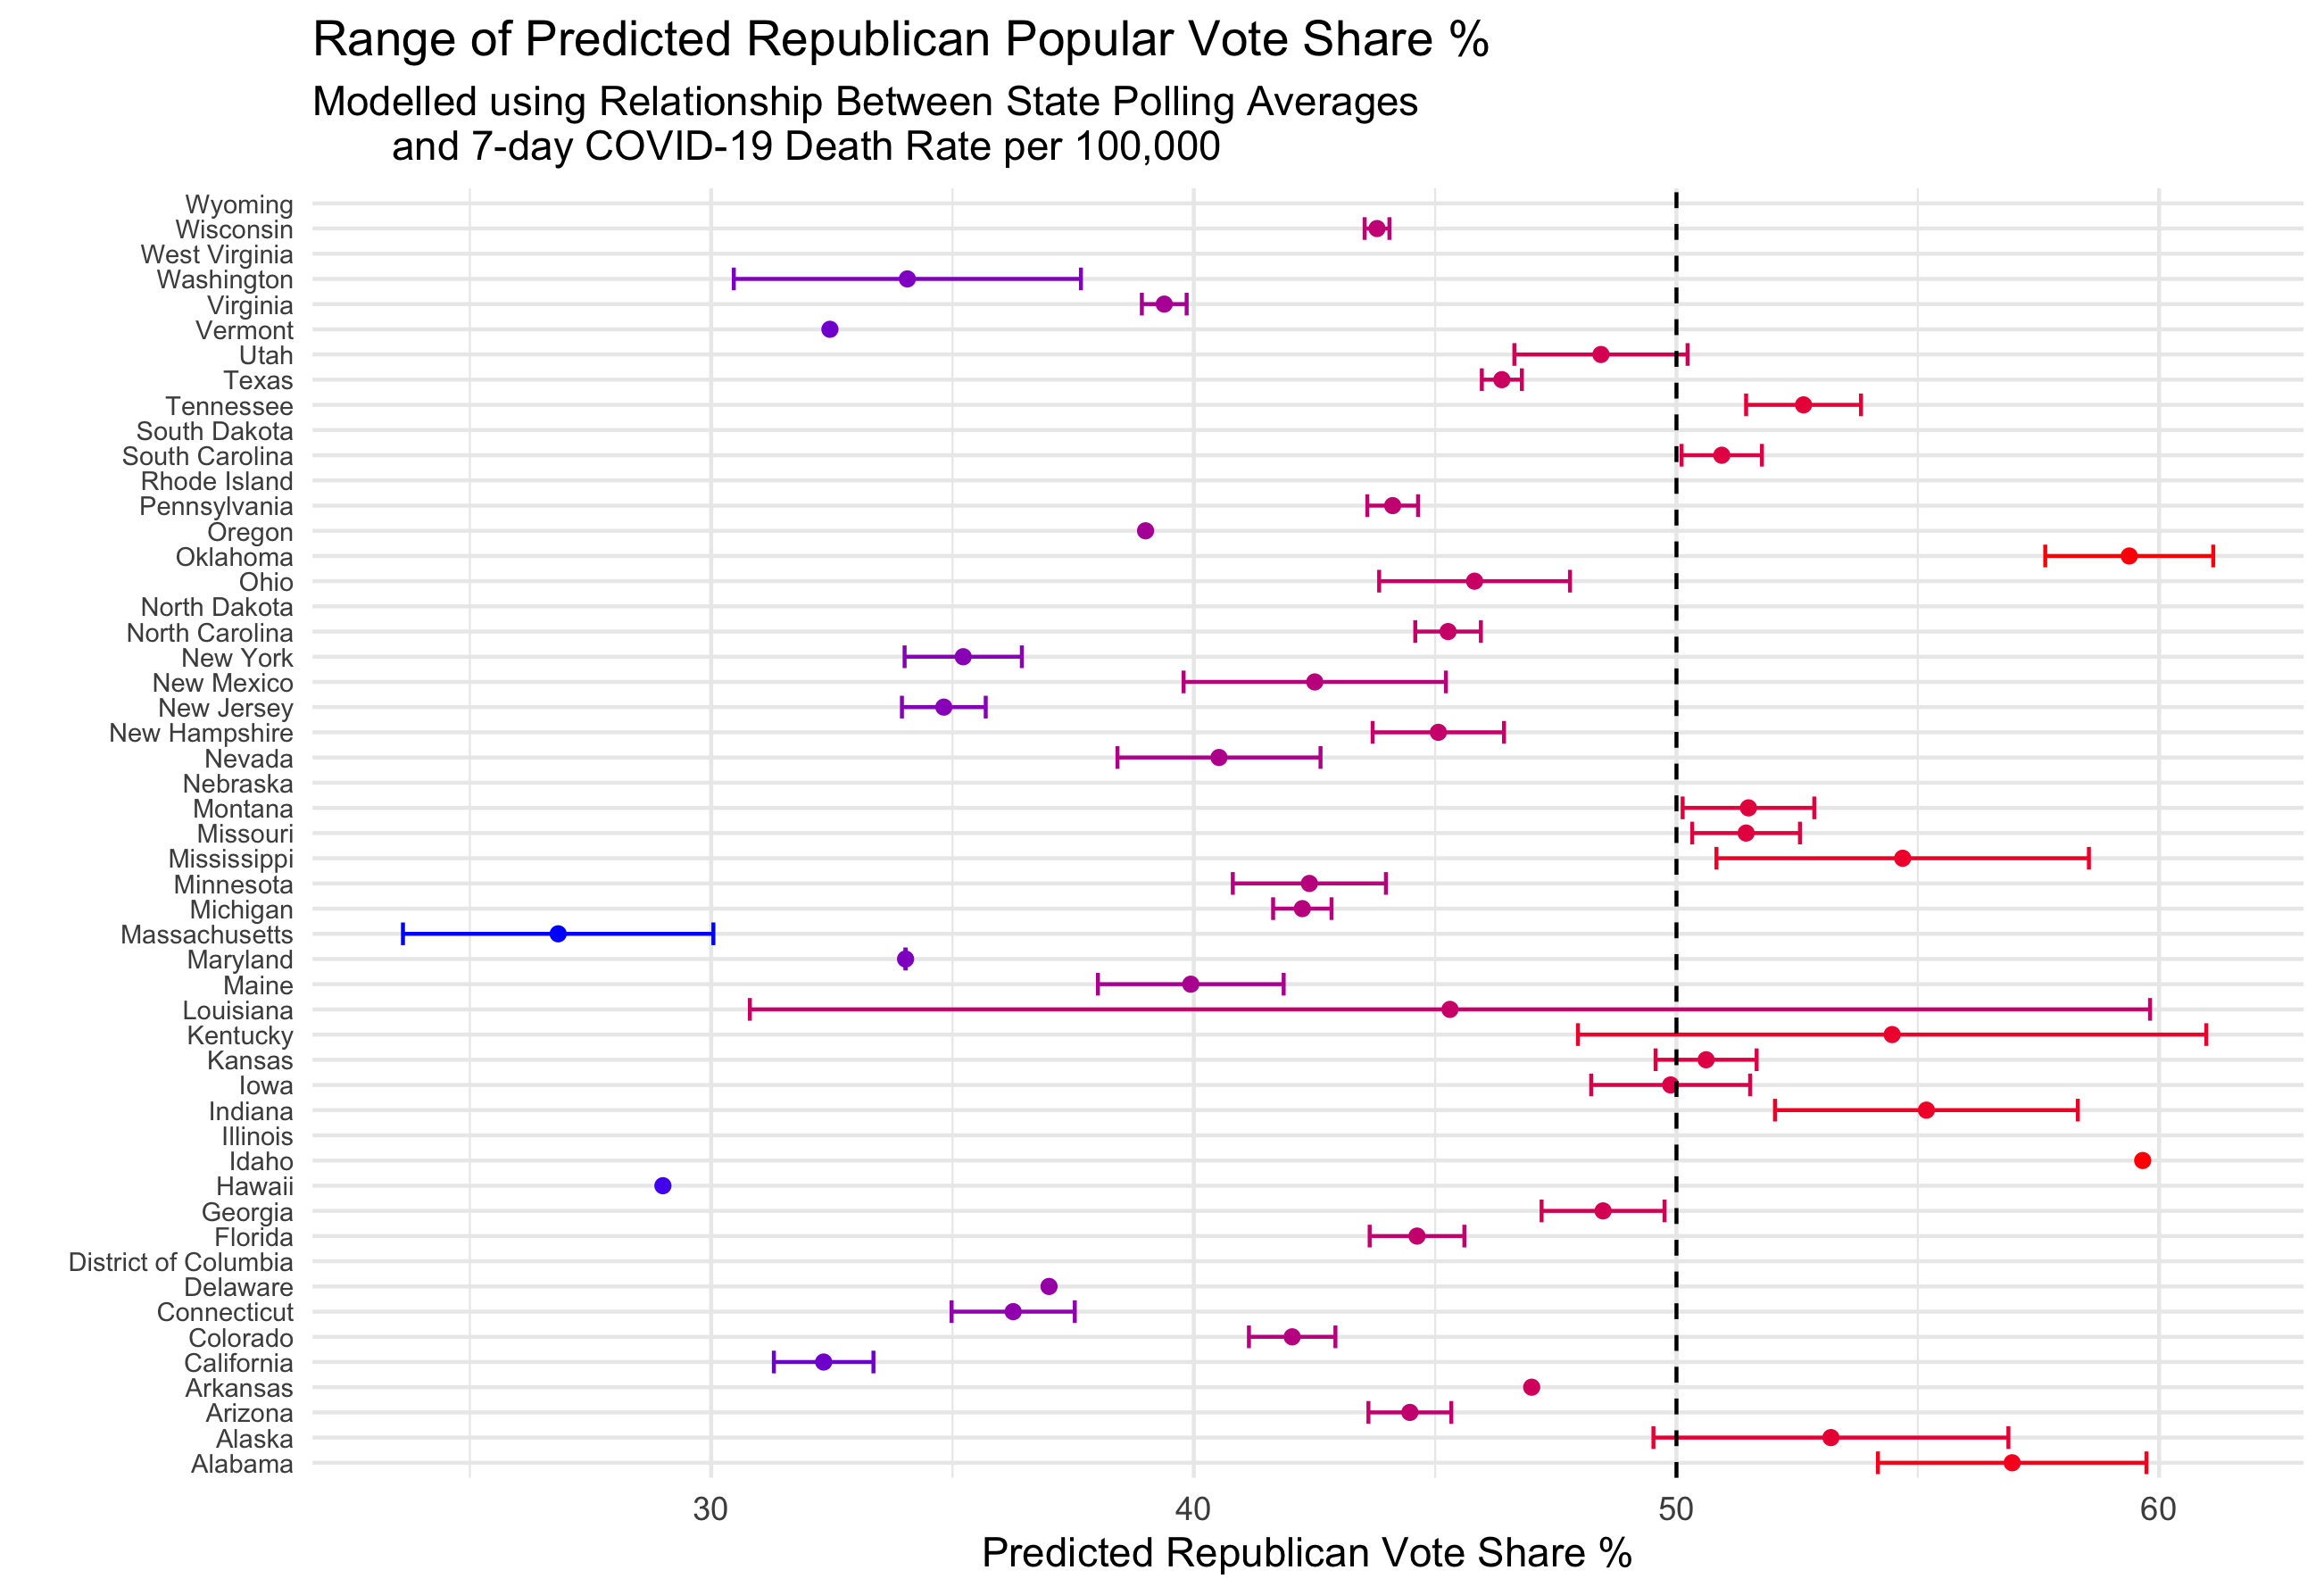 Range of Predicted Republican Popular Vote Share %
Modelled using Relationship Between State Polling Averages
and 7-day COVID-19 Death Rate per 100,000
Wyoming
Wisconsin
West Virginia
Washington
Virginia
Vermont
Utah
Texas
Tennessee
South Dakota
South Carolina
Rhode Island
Pennsylvania
Oregon
Oklahoma
Ohio
North Dakota
North Carolina
New York
New Mexico
New Jersey
New Hampshire
Nevada
Nebraska
Montana
Missouri
Mississippi
Minnesota
Michigan
Massachusetts
Maryland
Maine
Louisiana
Kentucky
Kansas
Iowa
Indiana
Illinois
Idaho
Hawaii
Georgia
Florida
District of Columbia
Delaware
Connecticut
Colorado
California
Arkansas
Arizona
Alaska
Alabama
30 40 50 60
Predicted Republican Vote Share %